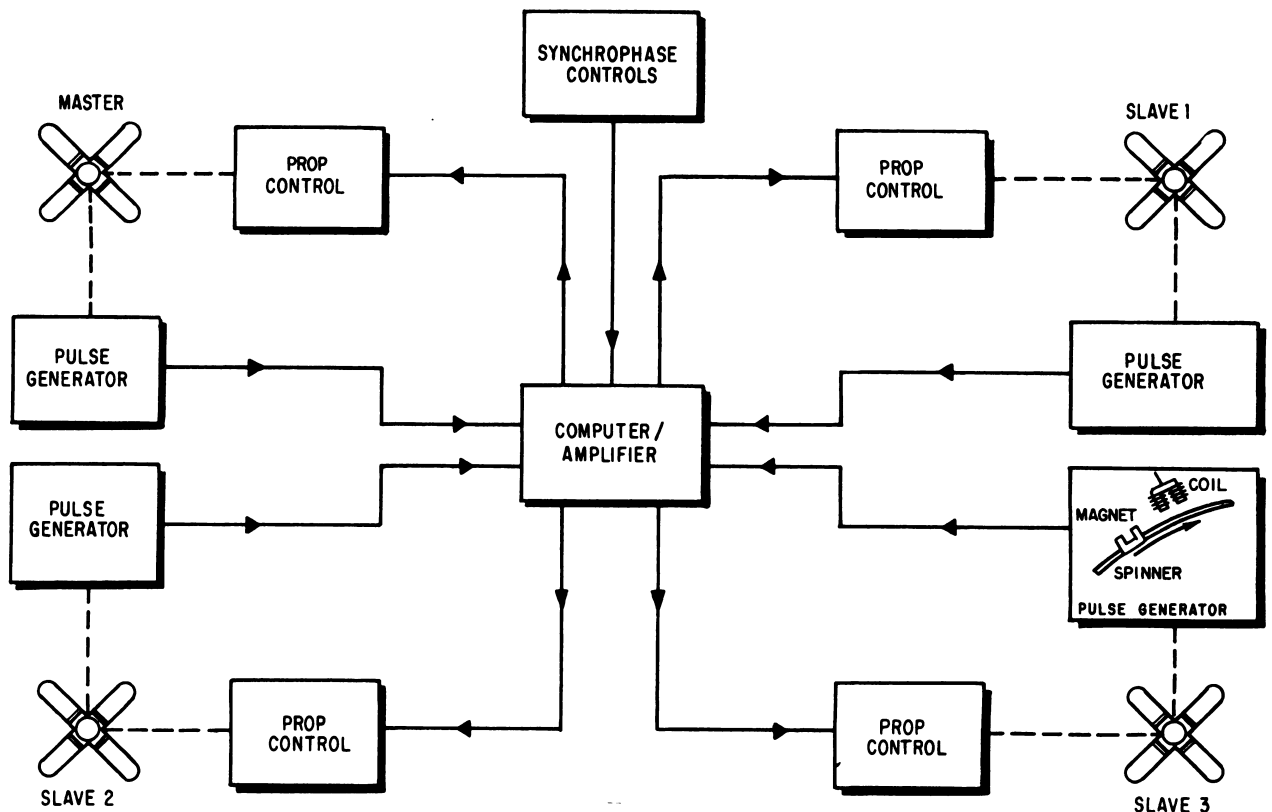 SYNCHROPHASE
CONTROLS
MASTER
SLAVE 1
PROP
CONTROL
PROP
CONTROL
PULSE
GENERATOR
PULSE
GENERATOR
COMPUTER/
AMPLIFIER
PULSE
GENERATOR
COIL
MAGNET
SPINNER
PULSE GENERATOR
PROP
CONTROL
PROP
CONTROL
SLAVE 2
SLAVE 3